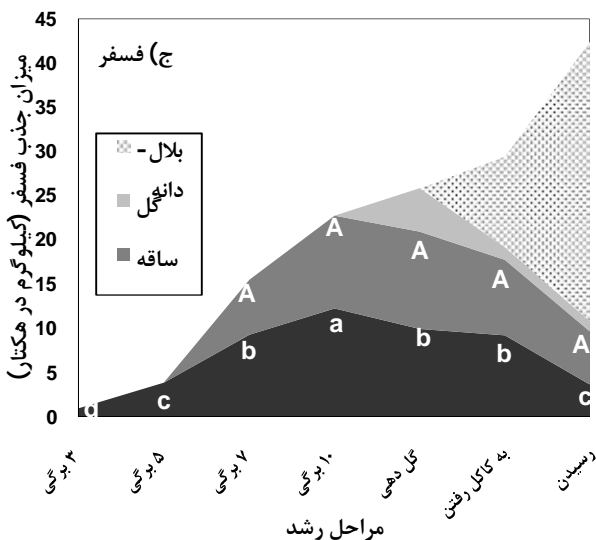 ج) فسفر
میزان جذب فسفر (کیلوگرم در هکتار)
45
40
35
30
25
20
15
10
5
0
بلال-
دانه
گل
ساقه
A
A
A
A
A
d
c
b
a
b
b
c
۲ برگی
۵ برگی
۷ برگی
۱۰ برگی
گل دهی
به کاکل رفتن
رسیدن
مراحل رشد